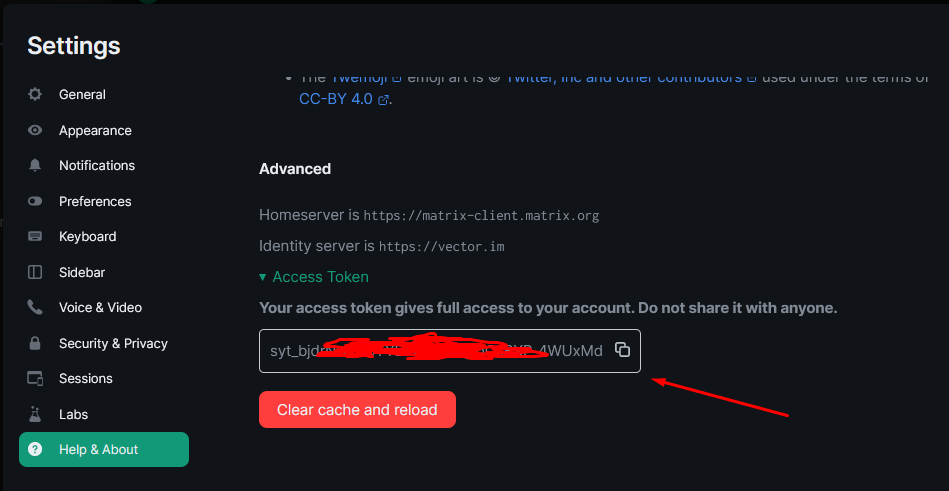 Settings
General
Appearance
Notifications
Preferences
Keyboard
Sidebar
Voice & Video
Security & Privacy
Sessions
Labs
Help & About
The Twemoji emoji art is © Twitter, Inc and other contributors used under the terms of
CC-BY 4.0.
Advanced
Homeserver is https://matrix-client.matrix.org
Identity server is https://vector.im
Access Token
Your access token gives full access to your account. Do not share it with anyone.
Clear cache and reload